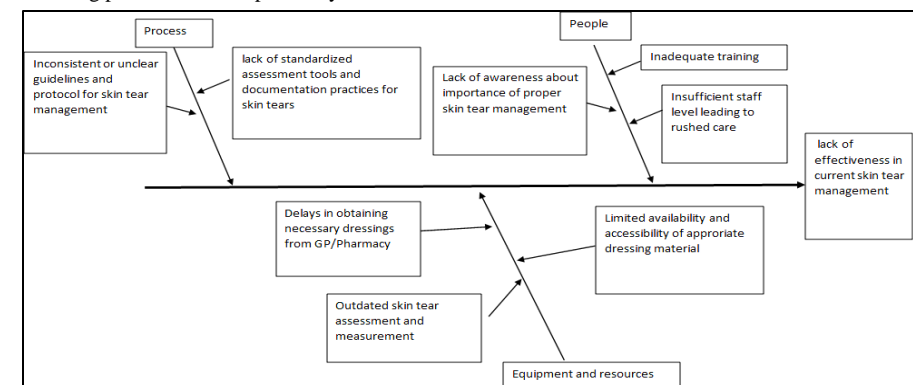 Process
People
Inconsistent or unclear
guidelines and
protocol for skin tear
management
lack of standardized
assessment tools and
documentation practices for
skin tears
Lack of awareness about
importance of proper
skin tear management
Inadequate training
Insufficient staff
level leading to
rushed care
lack of
effectiveness in
current skin tear
management
Delays in obtaining
necessary dressings
from GP/Pharmacy
Limited availability and
accessibility of approriate
dressing material
Outdated skin tear
assessment and
measurement
Equipment and resources